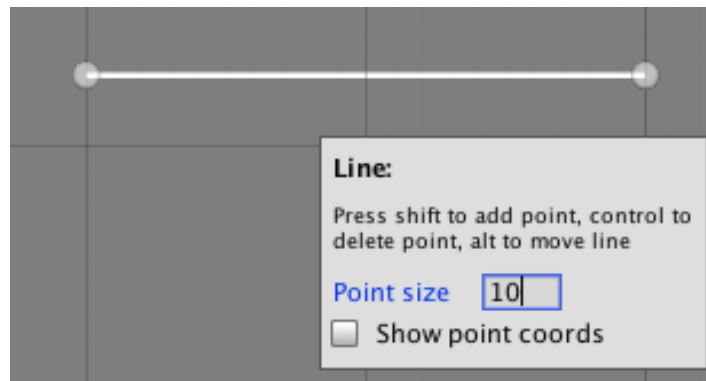 Line:
Press shift to add point, control to
delete point, alt to move line
Point size 10
Show point coords